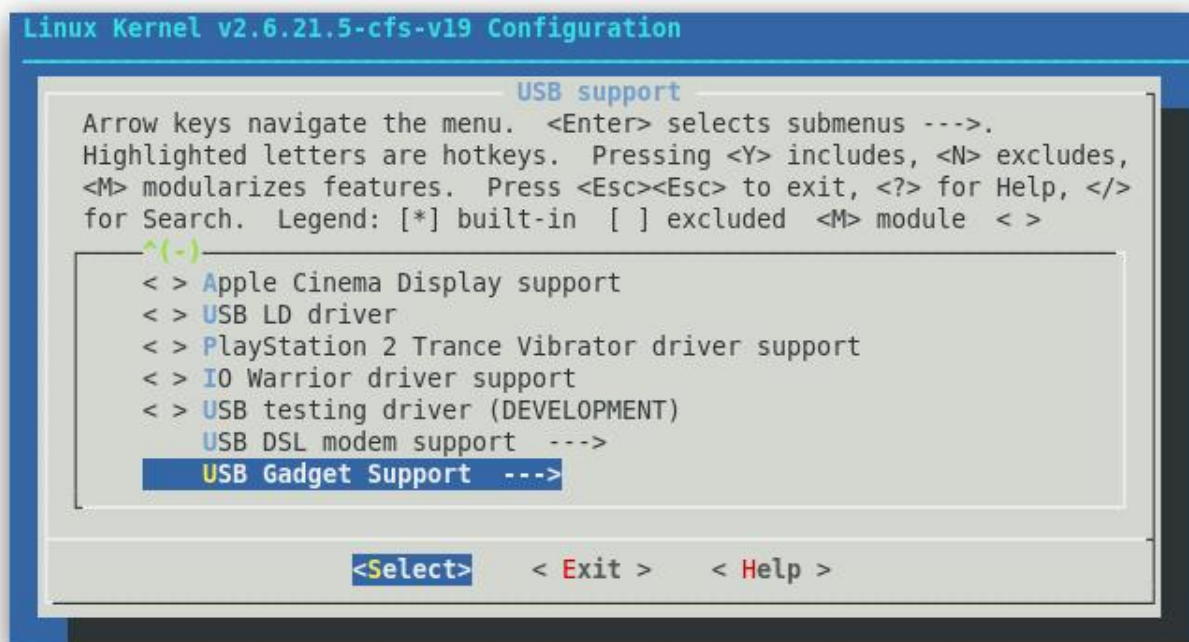 Linux Kernel v2.6.21.5-cfs-v19 Configuration
USB support
Arrow keys navigate the menu.  <Enter> selects submenus --->.
Highlighted letters are hotkeys.  Pressing <Y> includes, <N> excludes,
<M> modularizes features.  Press <Esc><Esc> to exit, <?> for Help, </>
for Search.  Legend: [*] built-in  [ ] excluded  <M> module  < >
^(-)
< > Apple Cinema Display support
< > USB LD driver
< > PlayStation 2 Trance Vibrator driver support
< > IO Warrior driver support
< > USB testing driver (DEVELOPMENT)
USB DSL modem support  --->
USB Gadget Support  --->
<Select>    < Exit >    < Help >